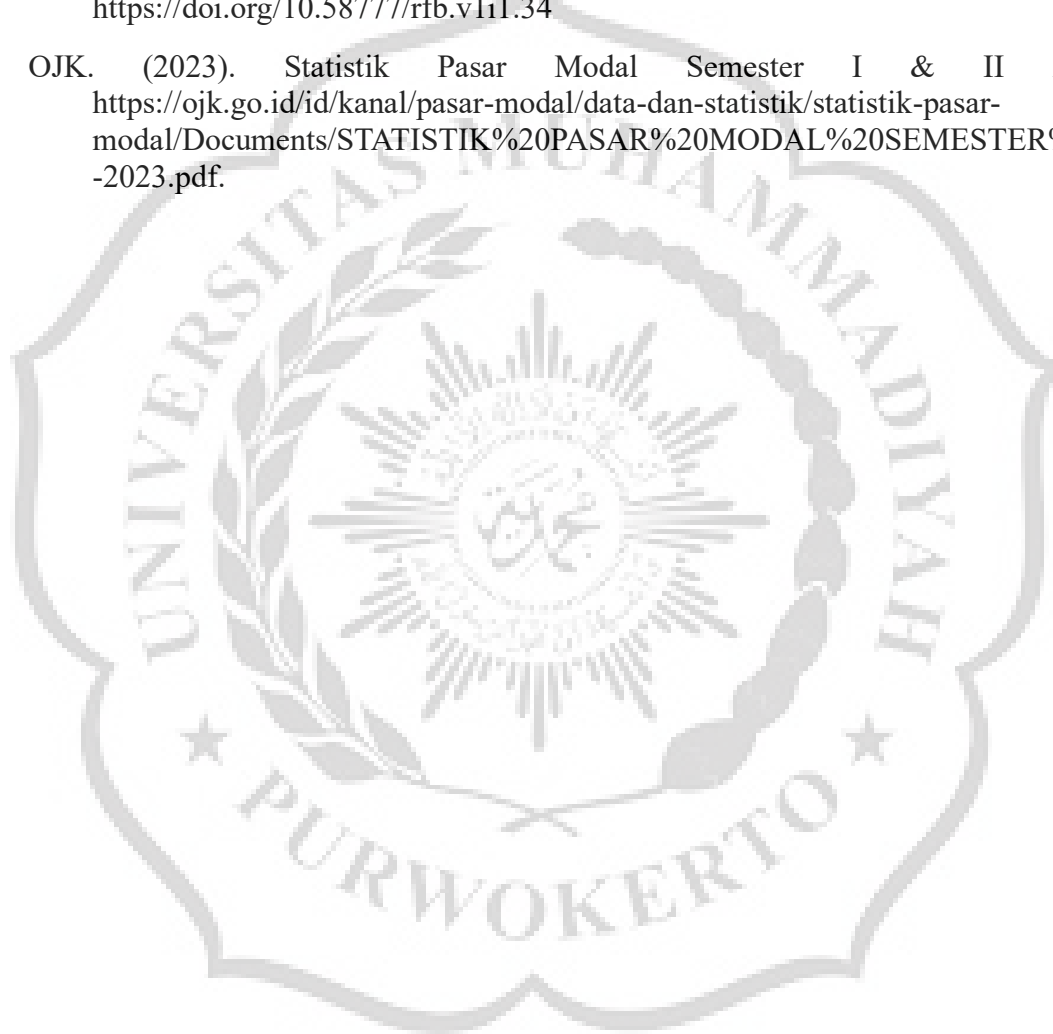 https://doi.org/10.58777/rfb.v1i1.34
OJK. (2023). Statistik Pasar Modal Semester I & II
https://ojk.go.id/id/kanal/pasar-modal/data-dan-statistik/statistik-pasar-
modal/Documents/STATISTIK%20PASAR%20MODAL%20SEMESTER%
-2023.pdf.
UNIVERSITAS MUHAMMADIYAH
PURWOKERTO